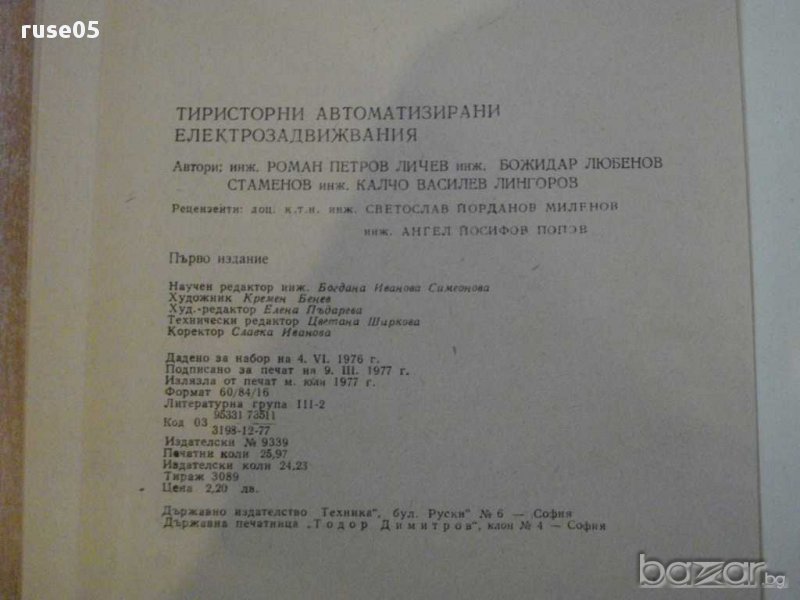 ruse05
ТИРИСТОРНИ АВТОМАТИЗИРАНИ
ЕЛЕКТРОЗАДВИЖВАНИЯ
Автори: инж. РОМАН ПЕТРОВ ЛИЧЕВ инж. БОЖИДАР ЛЮБЕНОВ
СТАМЕНОВ инж. КАЛЧО ВАСИЛЕВ ЛИНГОРОВ
Рецензенти: доц. к.т.н. инж. СВЕТОСЛАВ ЙОРДАНОВ МИЛЕНОВ
инж. АНГЕЛ ЙОСИФОВ ПОПОВ
Първо издание
Научен редактор инж. Богдана Иванова Симеонова
Художник Кремен Бенев
Худ.-редактор Елена Пъдарева
Технически редактор Цветана Ширкова
Коректор Славка Иванова
Дадено за набор на 4. VI. 1976 г.
Подписано за печат на 9. III. 1977 г.
Излязла от печат м. юли 1977 г.
Формат 60/84/16
Литературна група III-2
Код 03 95331 73511
3198-12-77
Издателски № 9339
Печатни коли 25,97
Издателски коли 24,23
Тираж 3089
Цена 2,20 лв.
Държавно издателство Техника", бул. Руски" № 6 — София
Държавна печатница „Тодор Димитров", клон № 4 — София
bazar.bg